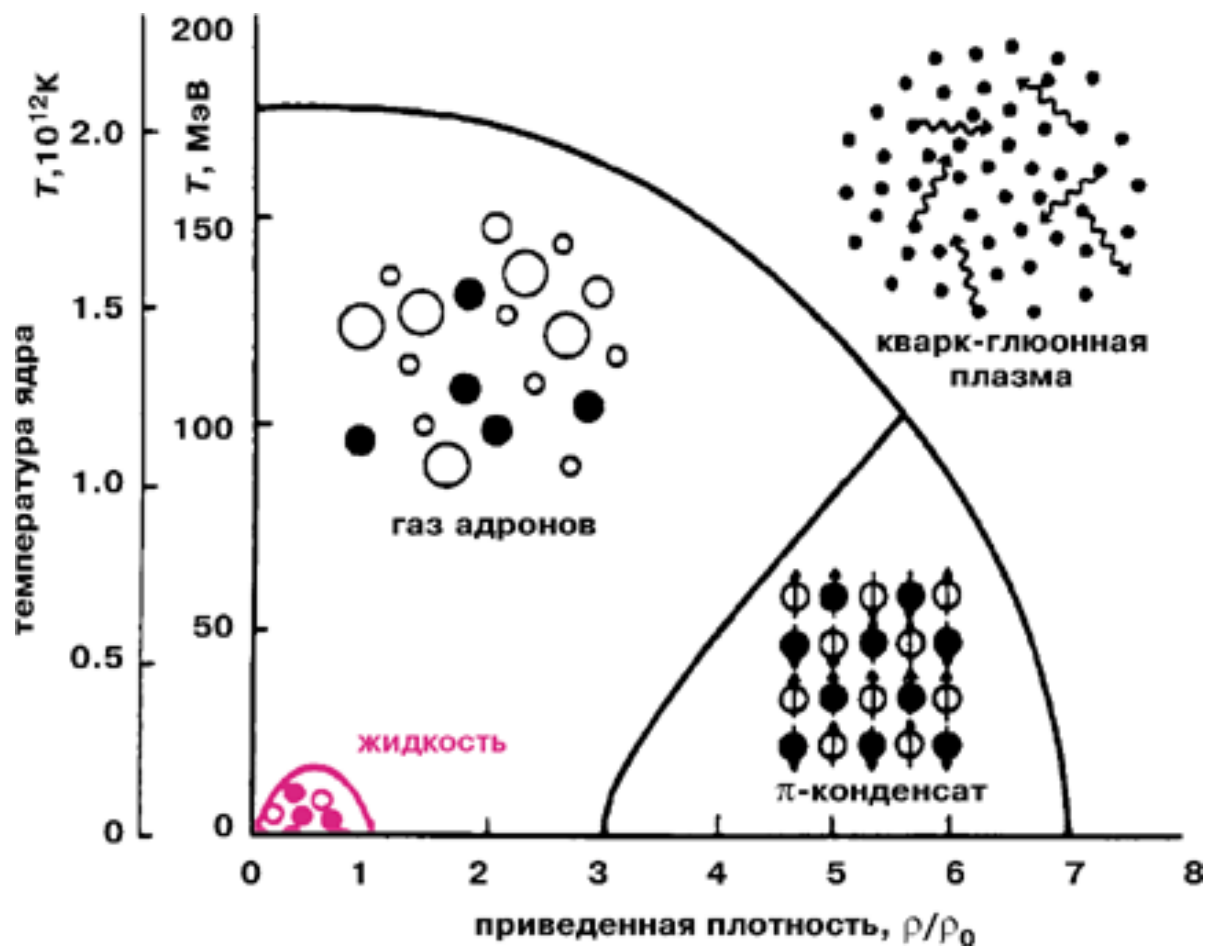 температура ядра
T,10¹²К
2.0
1.5
1.0
0.5
0
T, МэВ
200
150
100
50
0
кварк-глюонная
плазма
газ адронов
жидкость
π-конденсат
0 1 2 3 4 5 6 7 8
приведенная плотность, ρ/ρ₀